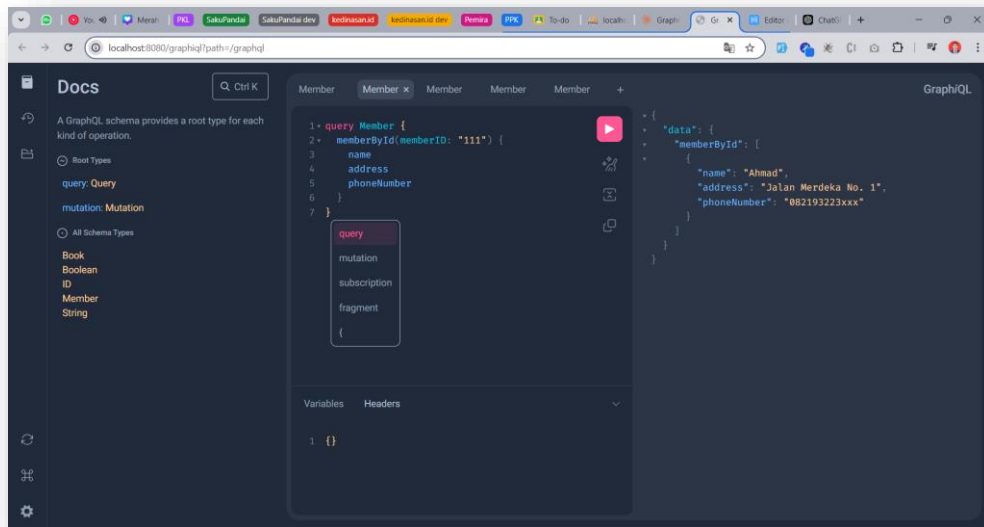 Merah
PKL
SakuPandai
SakuPandai dev
kedinasan.id
kedinasan.id dev
Pemira
PPK
To-do
Graph
Editor
localhost:8080/graphiql?path=/graphql
Docs
Ctrl K
A GraphQL schema provides a root type for each
kind of operation.
Root Types
query: Query
mutation: Mutation
All Schema Types
Book
Boolean
ID
Member
String
Member
Member ×
Member
Member
Member
+
GraphiQL
1 query Member {
2 memberById(memberID: "111") {
3 name
4 address
5 phoneNumber
6 }
7 }
query
mutation
subscription
fragment
{
Variables
Headers
1 {}
{
"data": {
"memberById": [
{
"name": "Ahmad",
"address": "Jalan Merdeka No. 1",
"phoneNumber": "082193223xxx"
}
]
}
}